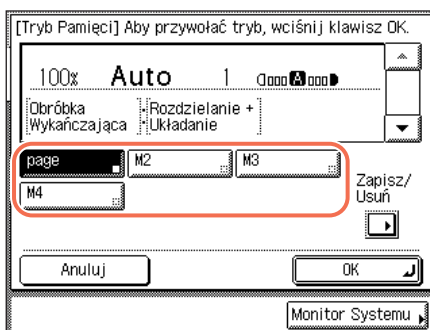 [Tryb Pamięci] Aby przywołać tryb, wciśnij klawisz OK.
100% Auto 1 A
Obróbka Wykańczająca : Rozdzielanie + Układanie
page M2 M3
M4
Zapisz/
Usuń
Anuluj OK
Monitor Systemu